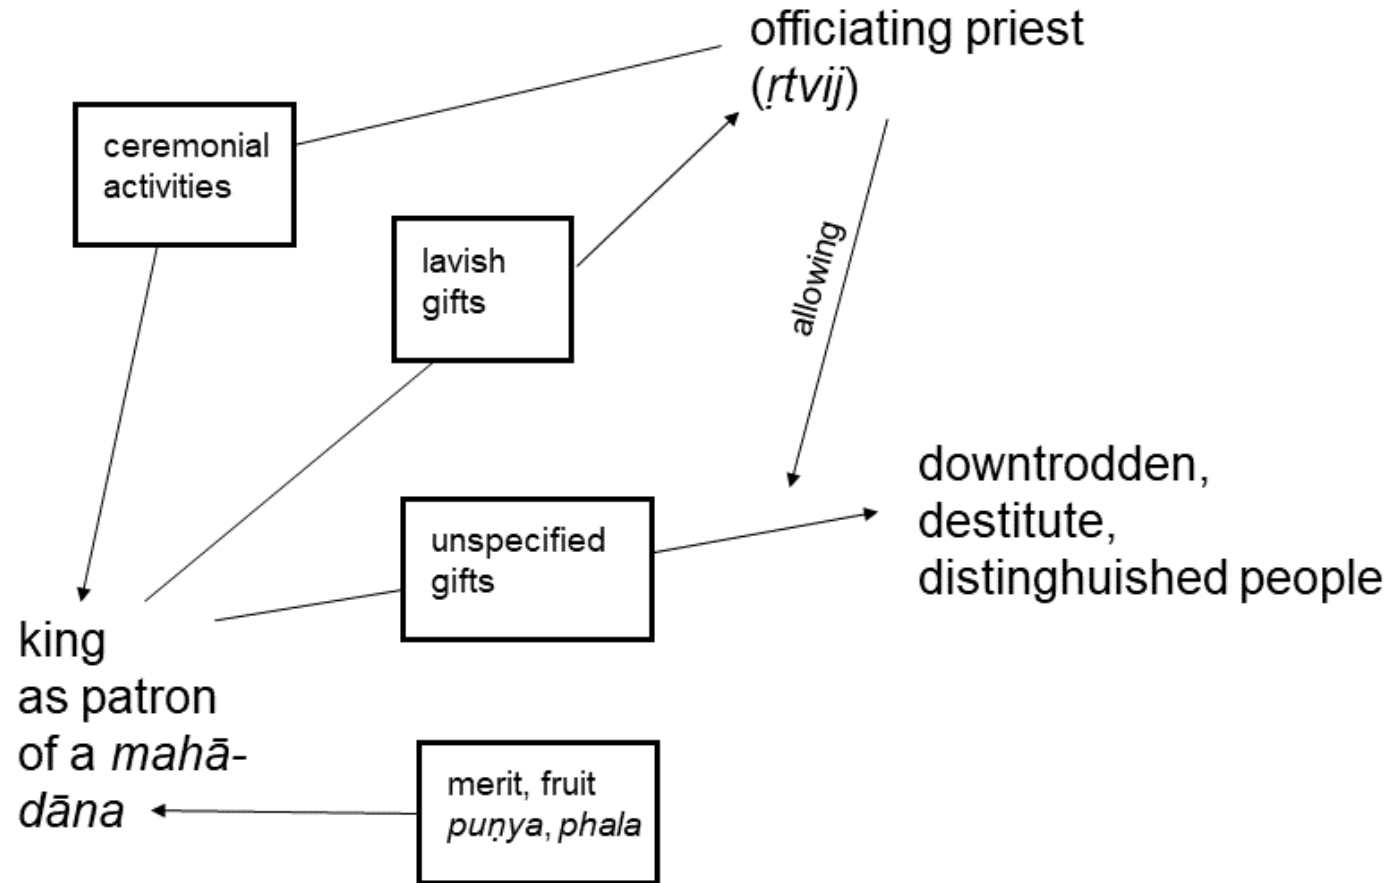 officiating priest
(ṛtvij)
ceremonial
activities
lavish
gifts
allowing
downtrodden,
destitute,
distinghuished people
unspecified
gifts
king
as patron
of a mahā-
dāna
merit, fruit
puṇya, phala